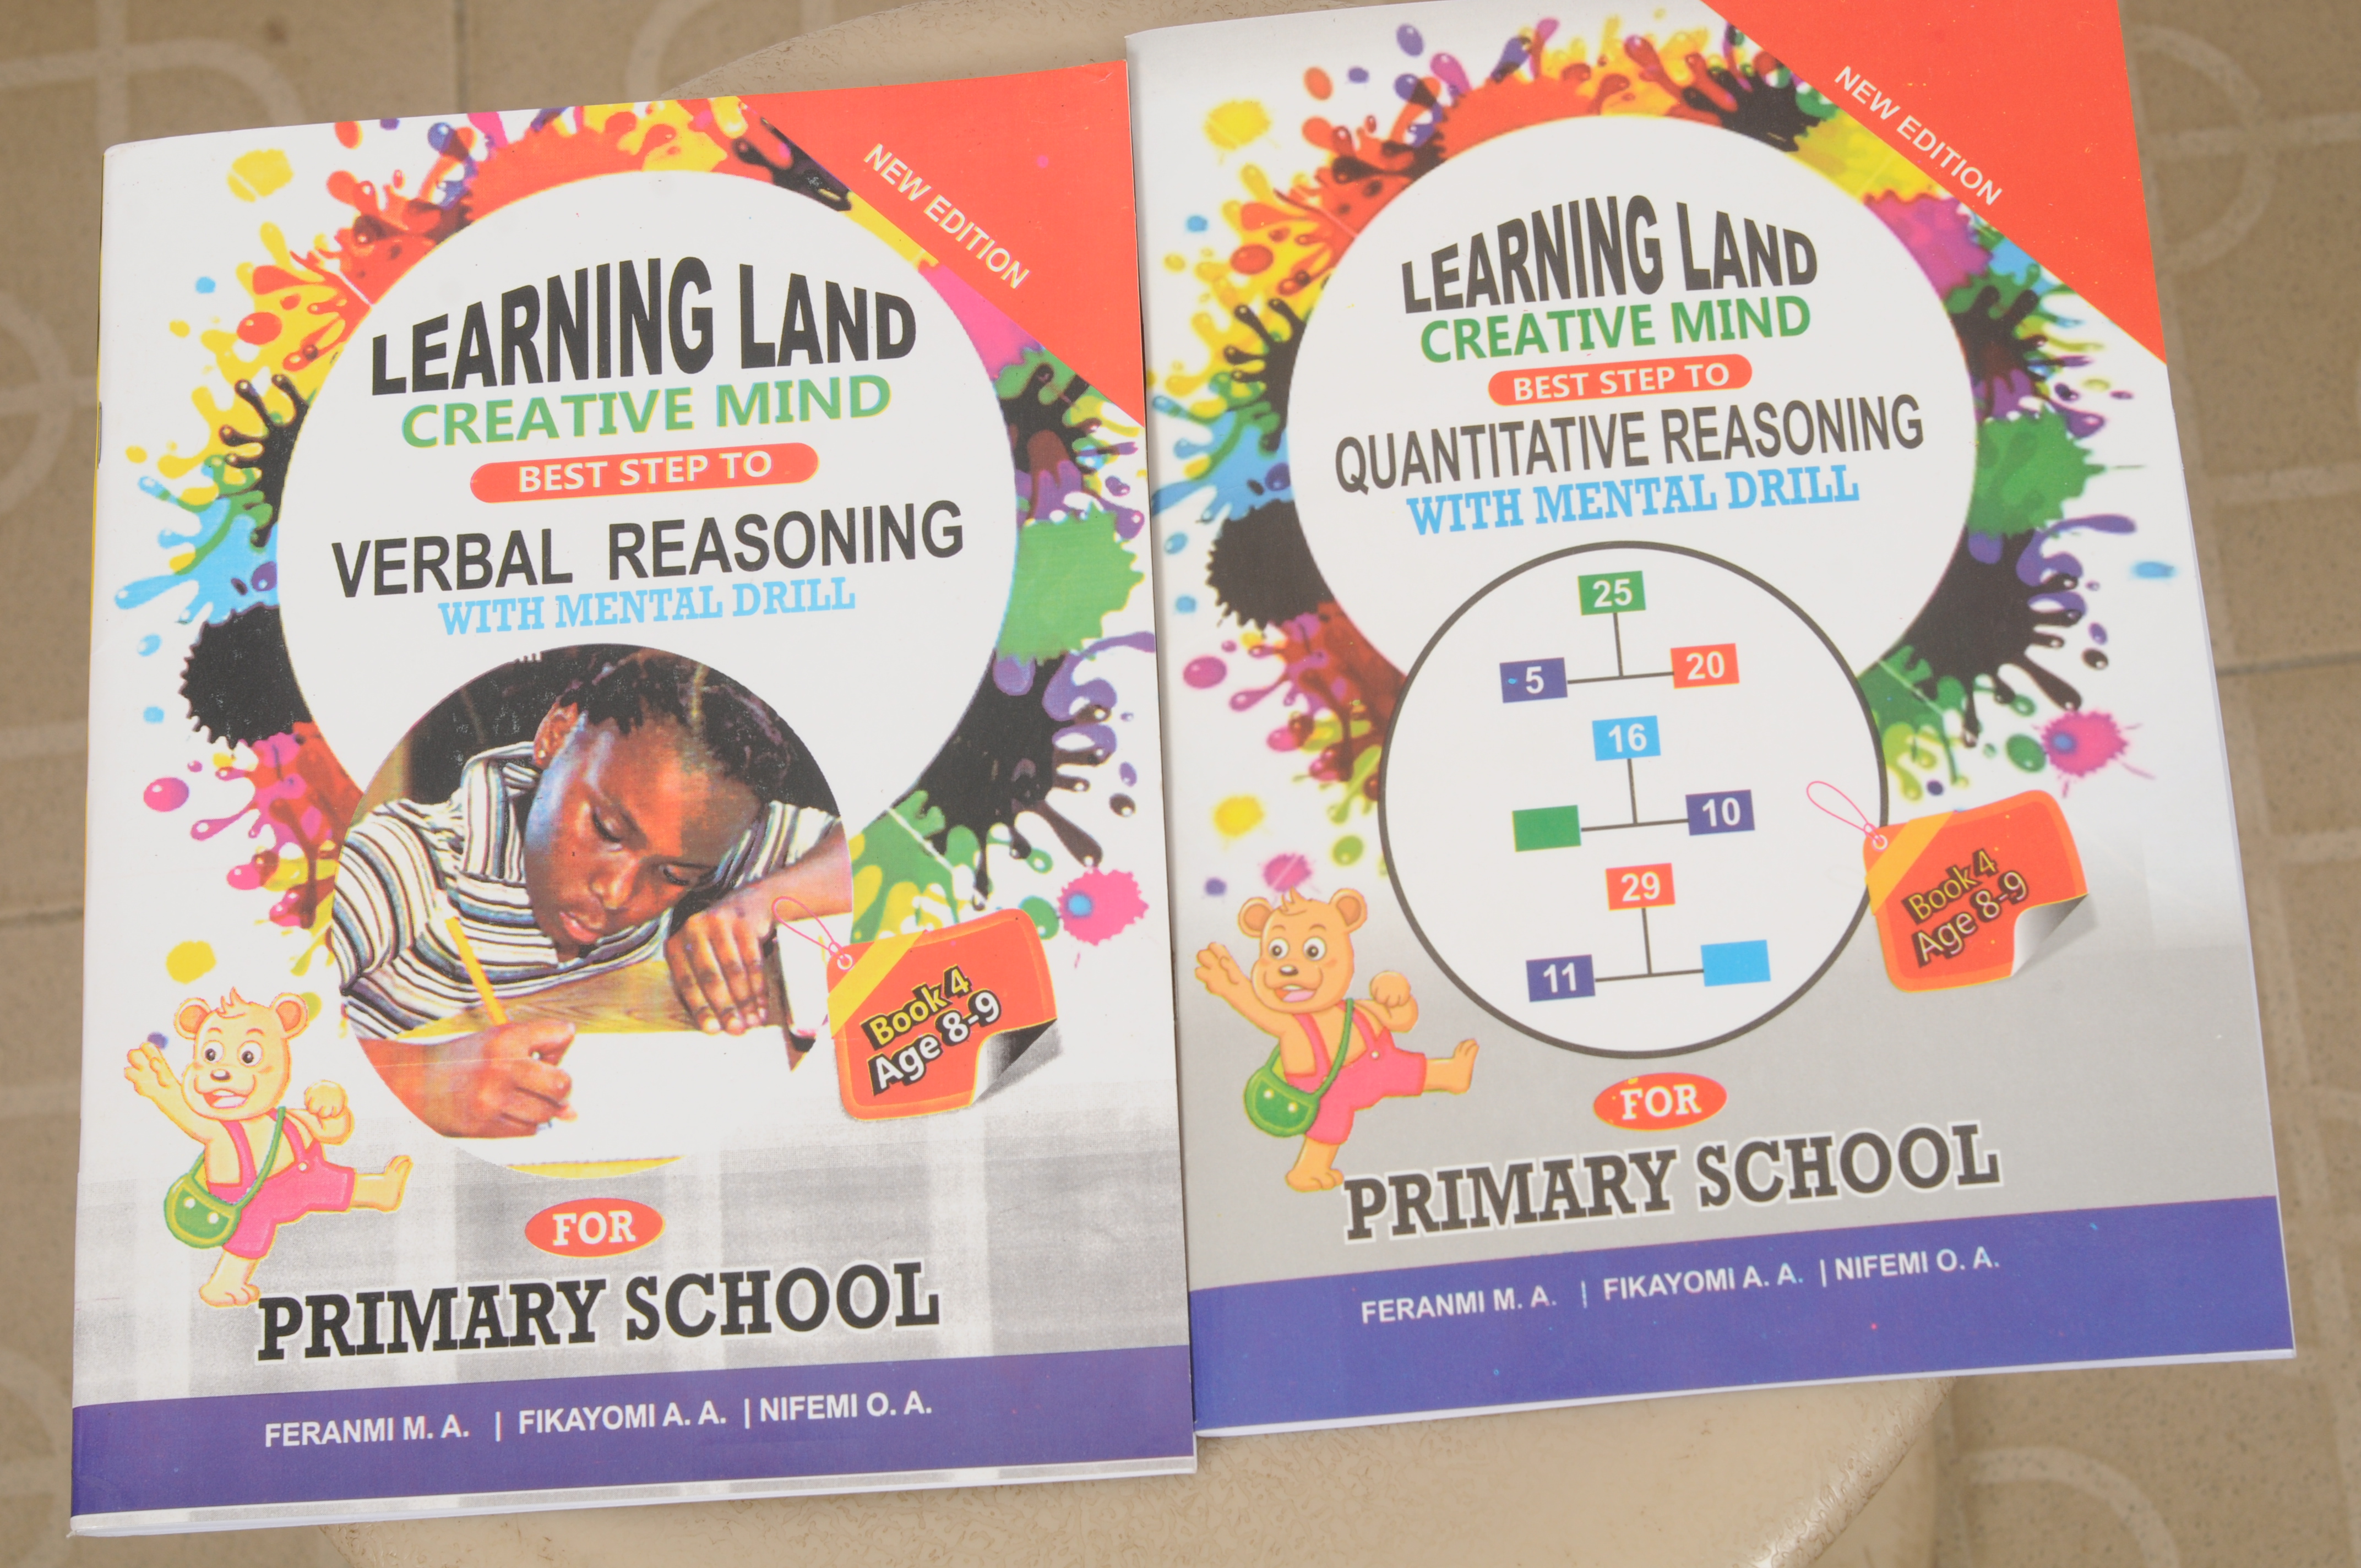 NEW EDITION
LEARNING LAND
CREATIVE MIND
BEST STEP TO
VERBAL REASONING
WITH MENTAL DRILL
Book 4
Age 8-9
FOR
PRIMARY SCHOOL
FERANMI M. A. | FIKAYOMI A. A. | NIFEMI O. A.
NEW EDITION
LEARNING LAND
CREATIVE MIND
BEST STEP TO
QUANTITATIVE REASONING
WITH MENTAL DRILL
25
5 20
16
10
29
11
Book 4
Age 8-9
FOR
PRIMARY SCHOOL
FERANMI M. A. | FIKAYOMI A. A. | NIFEMI O. A.